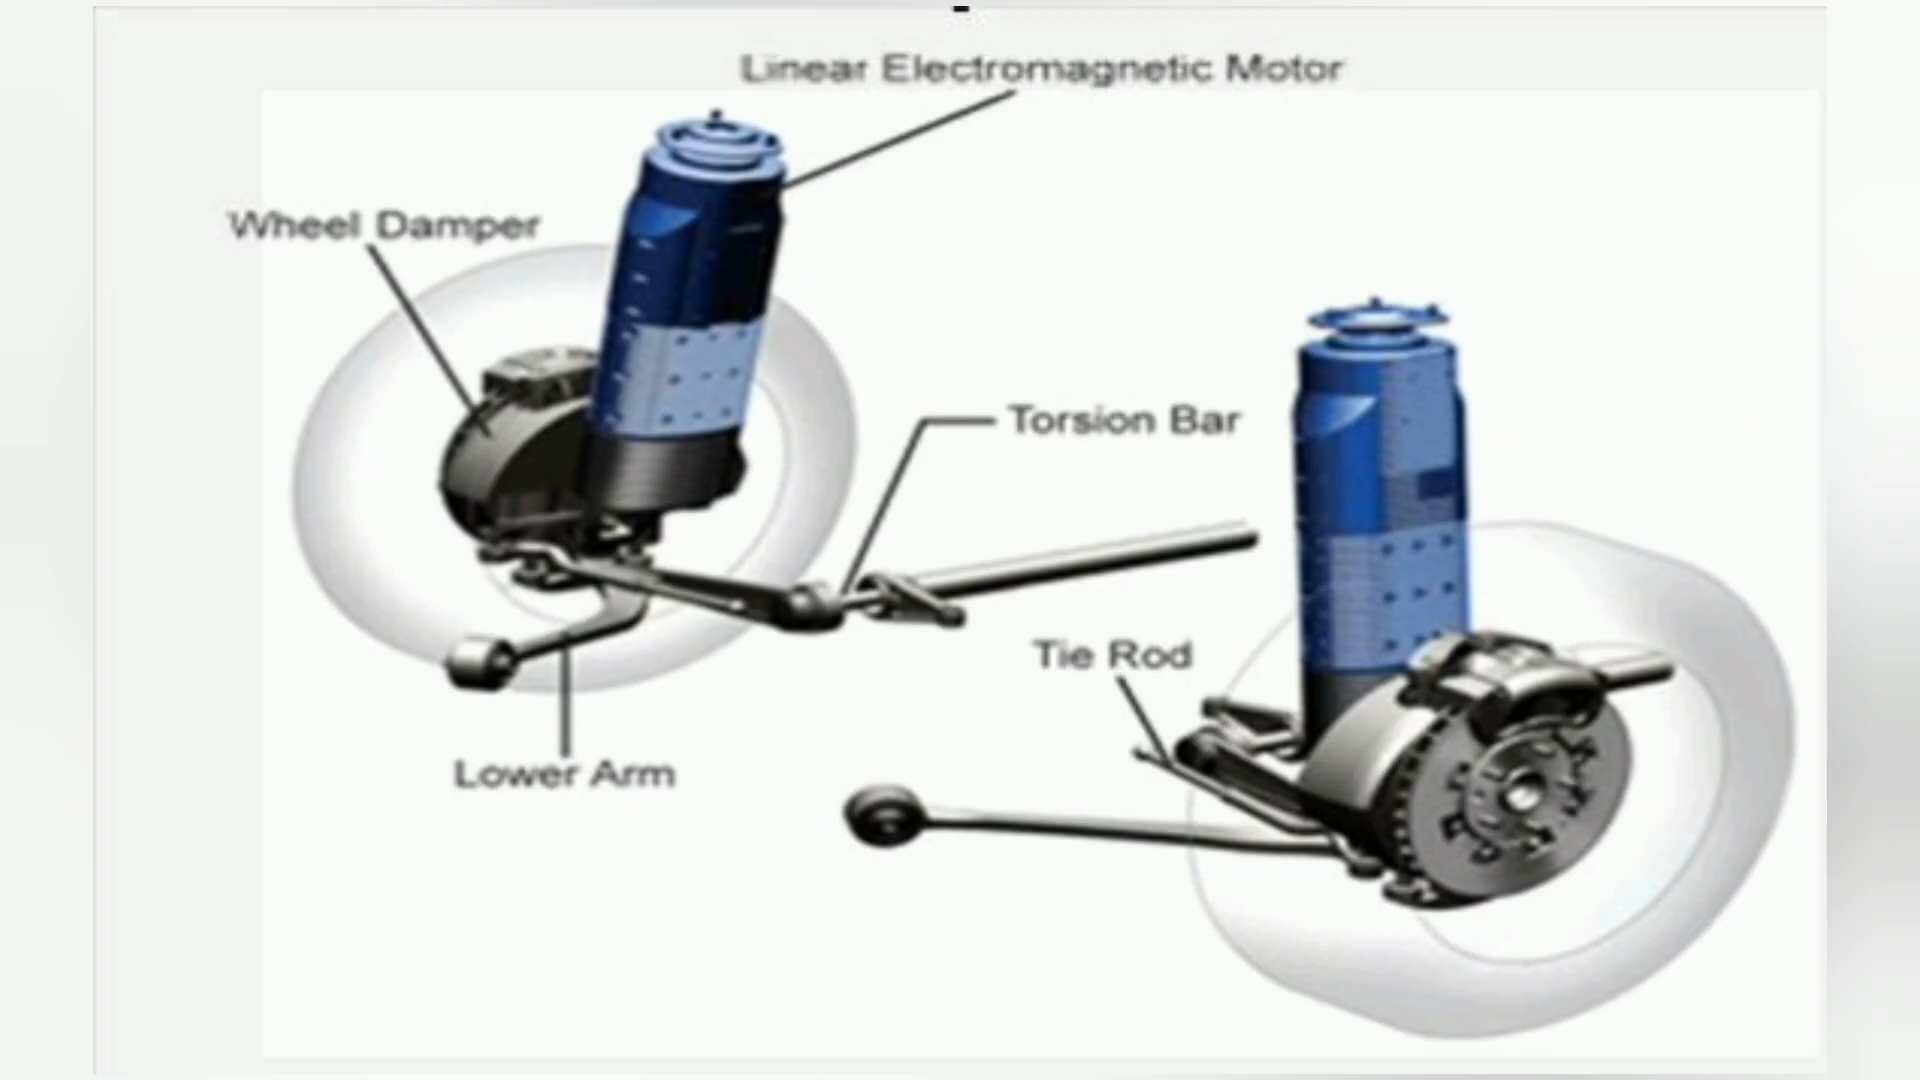 Linear Electromagnetic Motor
Wheel Damper
Torsion Bar
Tie Rod
Lower Arm